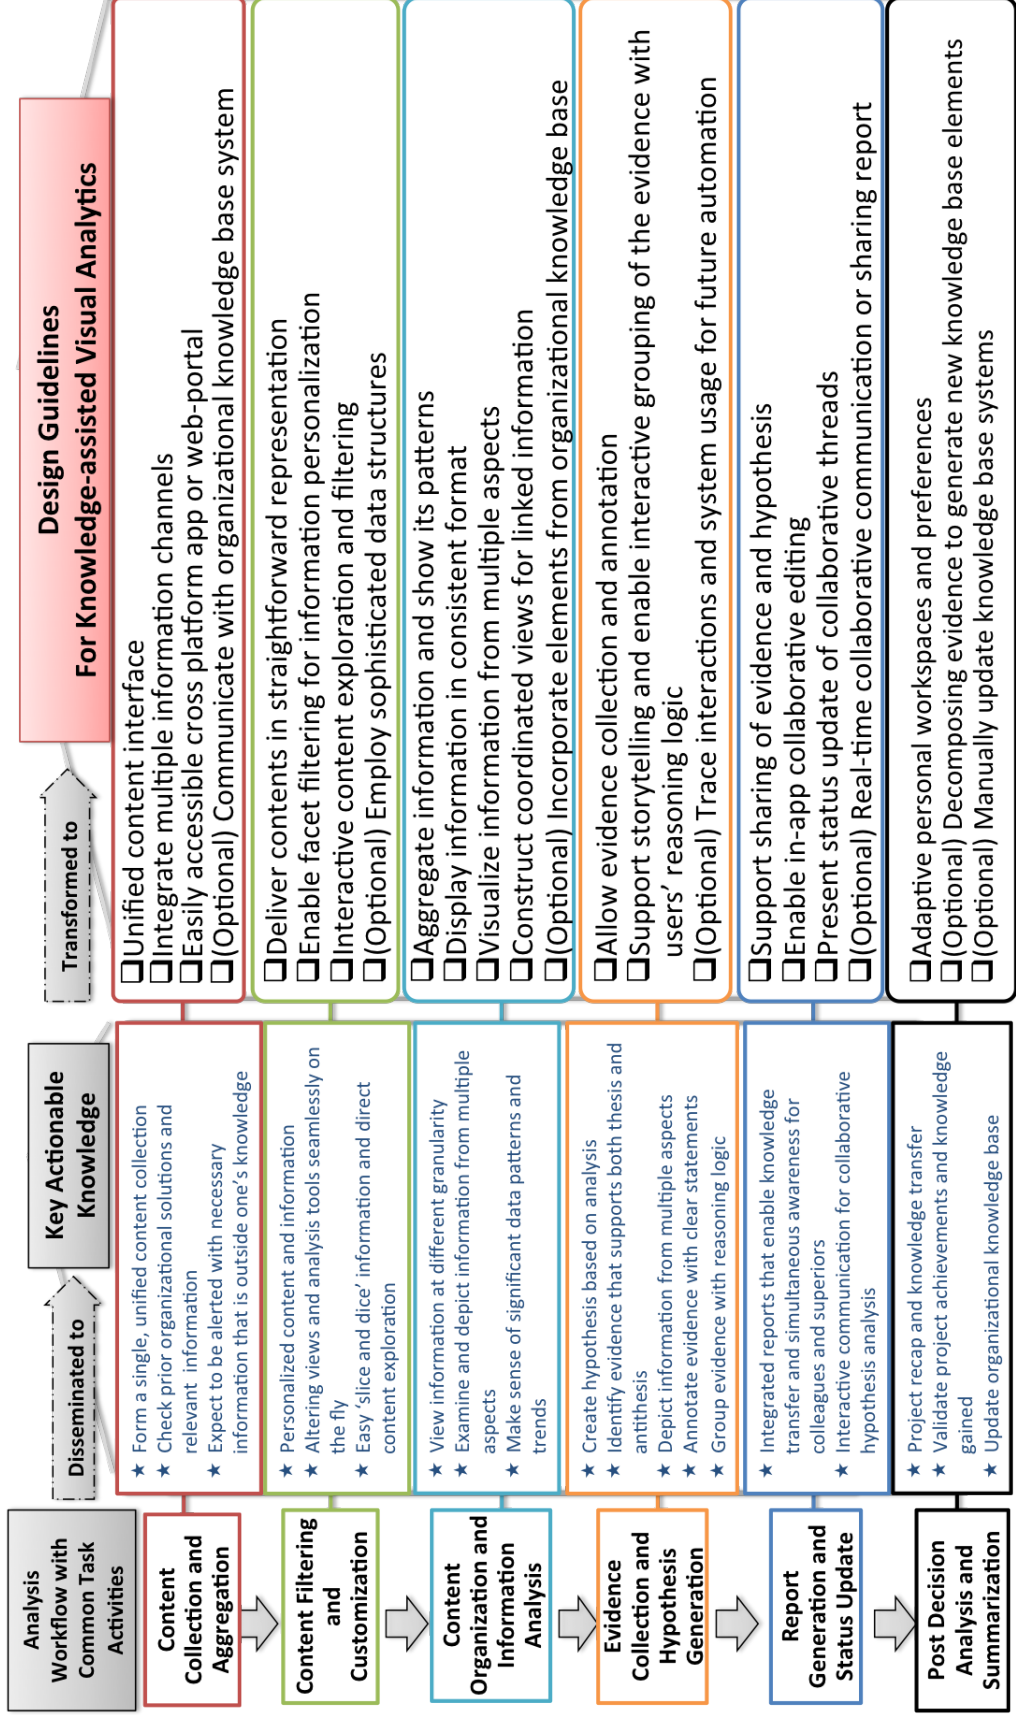 Analysis
Workflow with
Common Task
Activities
Disseminated to
Key Actionable
Knowledge
Transformed to
Design Guidelines
For Knowledge-assisted Visual Analytics
Content
Collection and
Aggregation
★ Form a single, unified content collection
★ Check prior organizational solutions and
relevant information
★ Expect to be alerted with necessary
information that is outside one's knowledge
❑Unified content interface
❑Integrate multiple information channels
❑Easily accessible cross platform app or web-portal
❑(Optional) Communicate with organizational knowledge base system
Content Filtering
and
Customization
★ Personalized content and information
★ Altering views and analysis tools seamlessly on
the fly
★ Easy ‘slice and dice’ information and direct
content exploration
❑Deliver contents in straightforward representation
❑Enable facet filtering for information personalization
❑Interactive content exploration and filtering
❑(Optional) Employ sophisticated data structures
Content
Organization and
Information
Analysis
★ View information at different granularity
★ Examine and depict information from multiple
aspects
★ Make sense of significant data patterns and
trends
❑Aggregate information and show its patterns
❑Display information in consistent format
❑Visualize information from multiple aspects
❑Construct coordinated views for linked information
❑(Optional) Incorporate elements from organizational knowledge base
Evidence
Collection and
Hypothesis
Generation
★ Create hypothesis based on analysis
★ Identify evidence that supports both thesis and
antithesis
★ Depict information from multiple aspects
★ Annotate evidence with clear statements
★ Group evidence with reasoning logic
❑Allow evidence collection and annotation
❑Support storytelling and enable interactive grouping of the evidence with
users’ reasoning logic
❑(Optional) Trace interactions and system usage for future automation
Report
Generation and
Status Update
★ Integrated reports that enable knowledge
transfer and simultaneous awareness for
colleagues and superiors
★ Interactive communication for collaborative
hypothesis analysis
❑Support sharing of evidence and hypothesis
❑Enable in-app collaborative editing
❑Present status update of collaborative threads
❑(Optional) Real-time collaborative communication or sharing report
Post Decision
Analysis and
Summarization
★ Project recap and knowledge transfer
★ Validate project achievements and knowledge
gained
★ Update organizational knowledge base
❑Adaptive personal workspaces and preferences
❑(Optional) Decomposing evidence to generate new knowledge base elements
❑(Optional) Manually update knowledge base systems